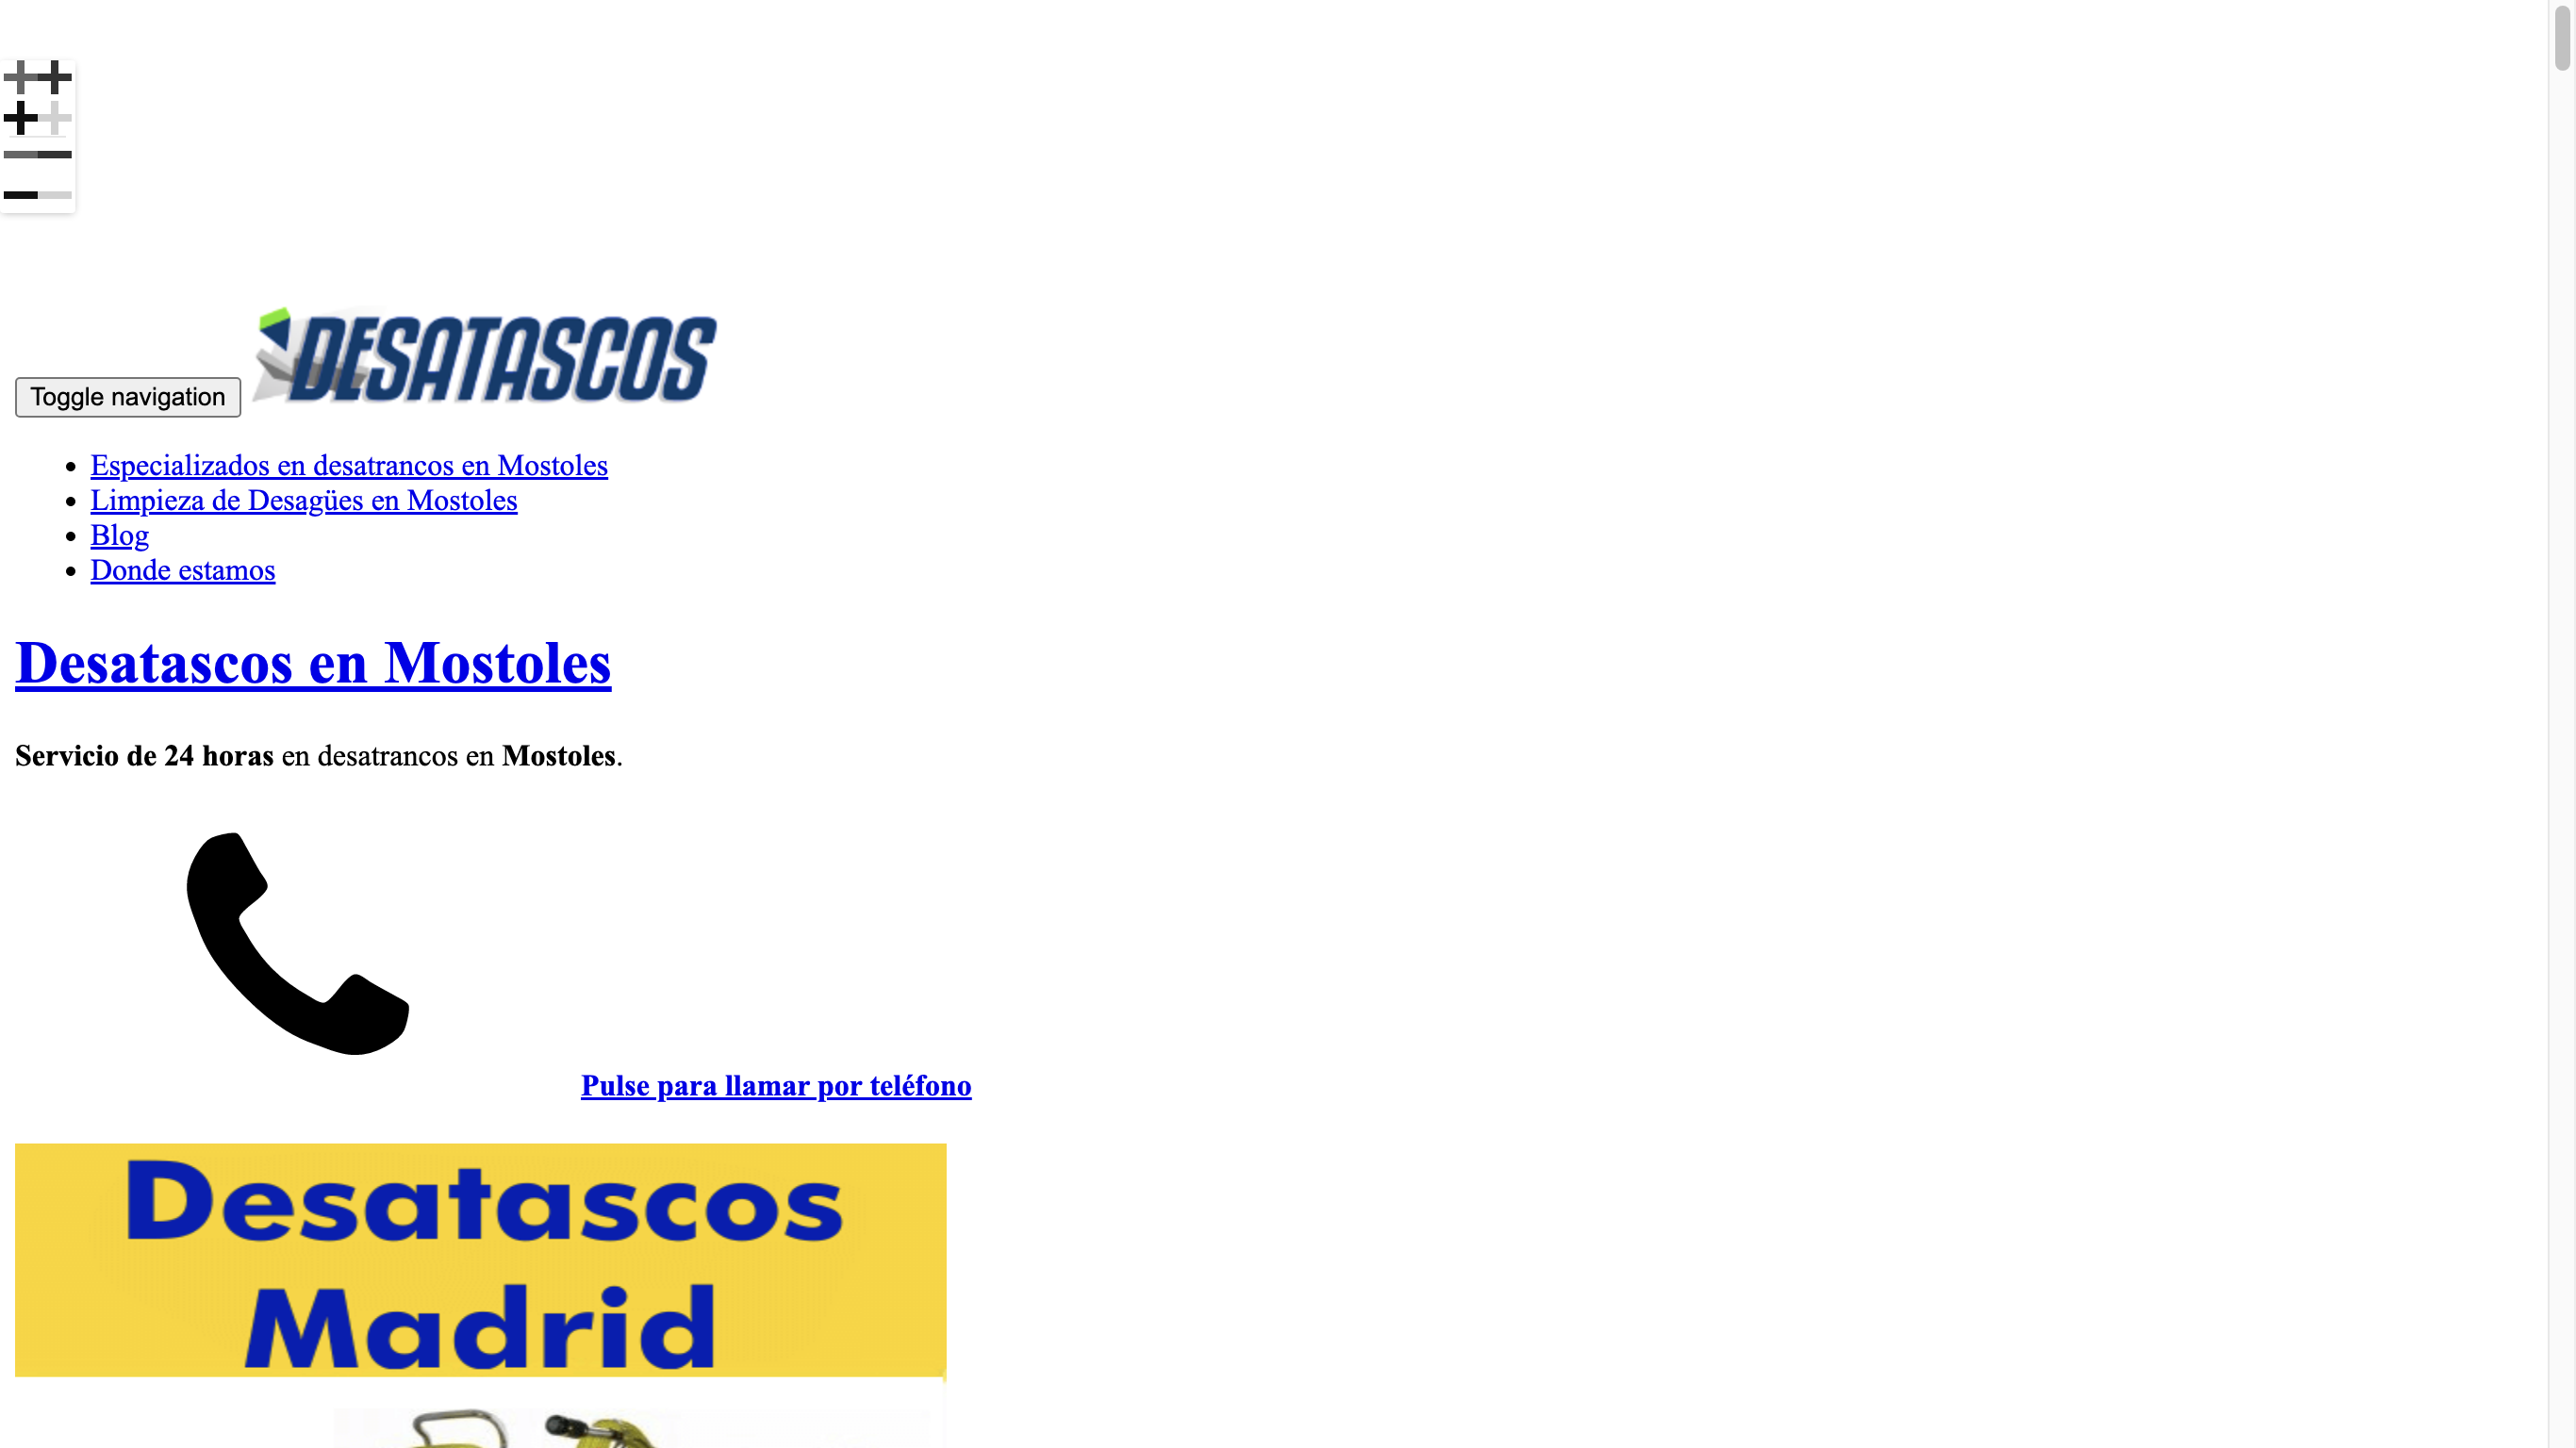 DESATASCOS
Toggle navigation
Especializados en desatrancos en Mostoles
Limpieza de Desagües en Mostoles
Blog
Donde estamos
Desatascos en Mostoles
Servicio de 24 horas en desatrancos en Mostoles.
Pulse para llamar por teléfono
Desatascos
Madrid